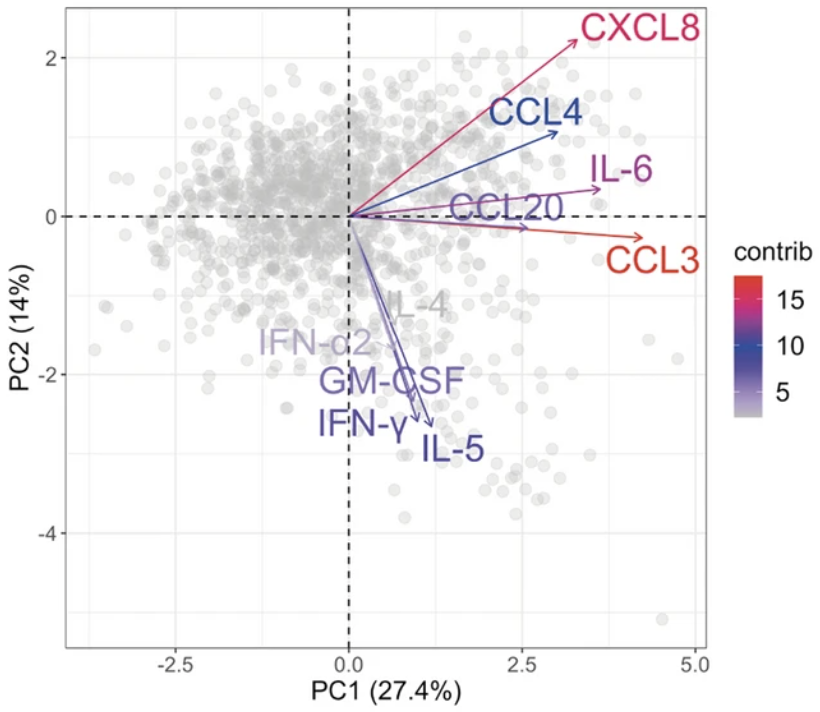 CXCL8
2
CCL4
IL-6
CCL20
0
CCL3
contrib
IL-4
15
IFN-α2
10
-2
GM-CSF
5
IFN-γ
IL-5
-4
PC2 (14%)
-2.5
0.0
2.5
5.0
PC1 (27.4%)